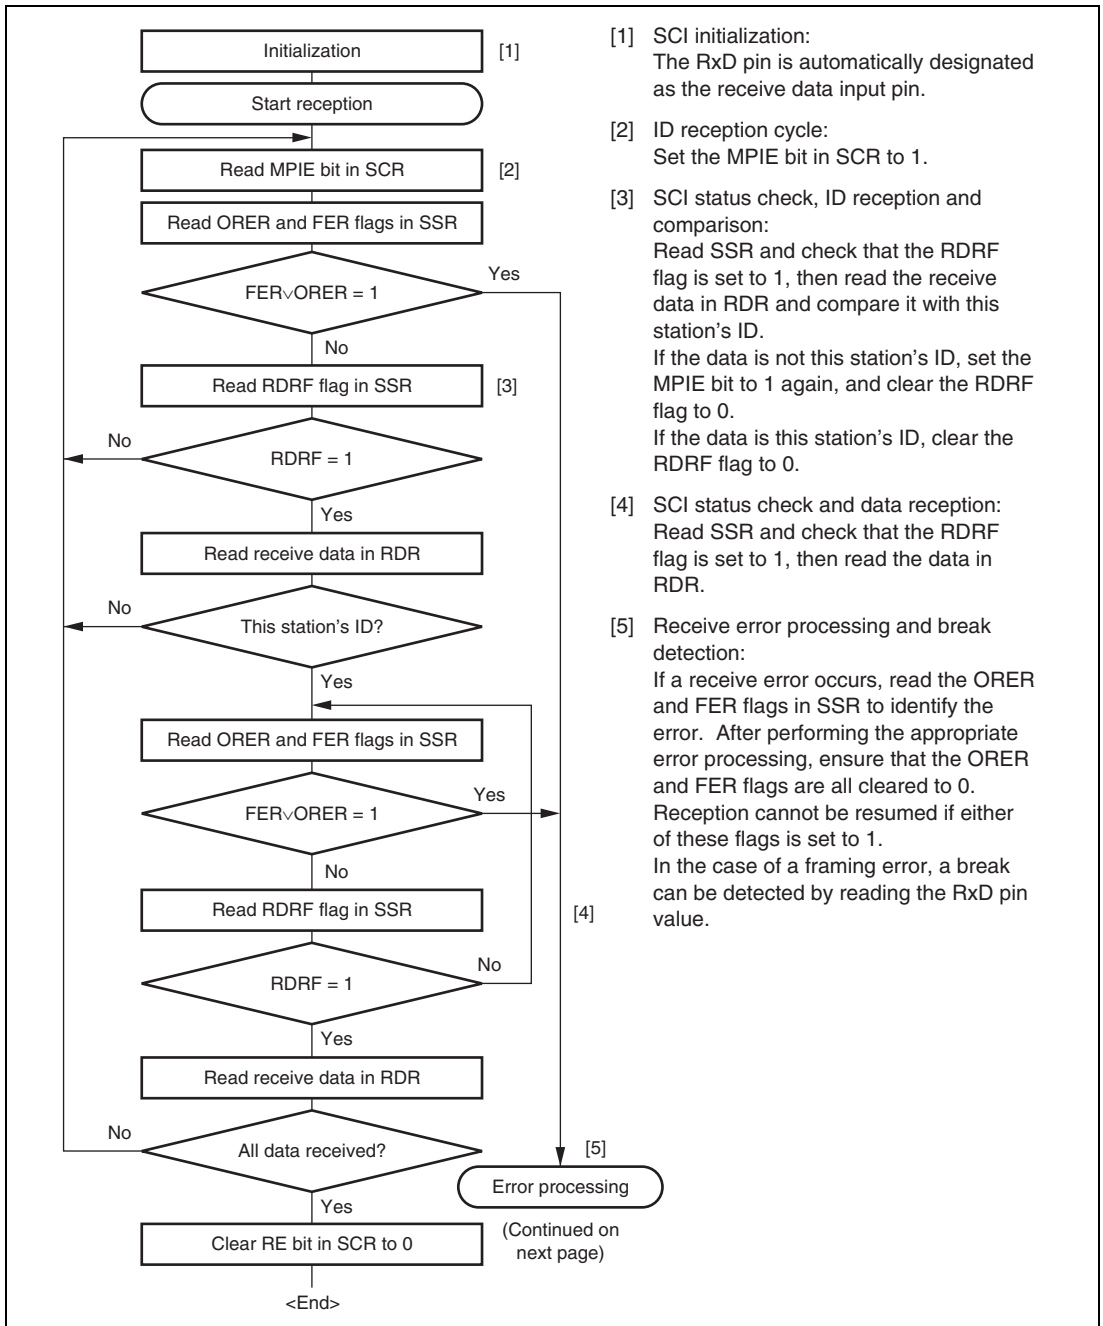 Initialization
[1]
Start reception
Read MPIE bit in SCR
[2]
Read ORER and FER flags in SSR
FER∨ORER = 1
Yes
No
Read RDRF flag in SSR
[3]
RDRF = 1
No
Yes
Read receive data in RDR
This station's ID?
No
Yes
Read ORER and FER flags in SSR
FER∨ORER = 1
Yes
No
Read RDRF flag in SSR
[4]
RDRF = 1
No
Yes
Read receive data in RDR
All data received?
No
Yes
[5]
Error processing
(Continued on
next page)
Clear RE bit in SCR to 0
<End>
[1] SCI initialization:
The RxD pin is automatically designated
as the receive data input pin.
[2] ID reception cycle:
Set the MPIE bit in SCR to 1.
[3] SCI status check, ID reception and
comparison:
Read SSR and check that the RDRF
flag is set to 1, then read the receive
data in RDR and compare it with this
station's ID.
If the data is not this station's ID, set the
MPIE bit to 1 again, and clear the RDRF
flag to 0.
If the data is this station's ID, clear the
RDRF flag to 0.
[4] SCI status check and data reception:
Read SSR and check that the RDRF
flag is set to 1, then read the data in
RDR.
[5] Receive error processing and break
detection:
If a receive error occurs, read the ORER
and FER flags in SSR to identify the
error. After performing the appropriate
error processing, ensure that the ORER
and FER flags are all cleared to 0.
Reception cannot be resumed if either
of these flags is set to 1.
In the case of a framing error, a break
can be detected by reading the RxD pin
value.